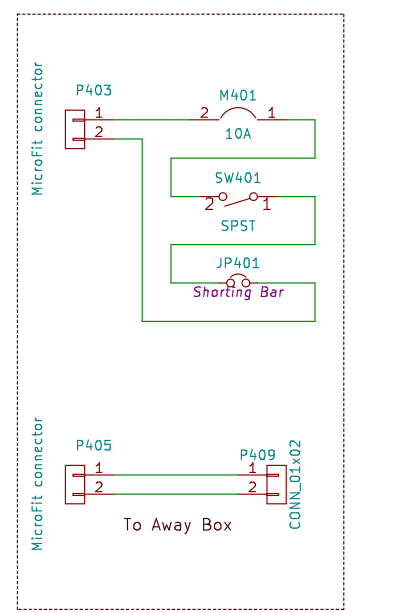 MicroFit connector
P403
1
2
M401
2
1
10A
SW401
2
1
SPST
JP401
Shorting Bar
MicroFit connector
P405
1
2
P409
1
2
CONN_01x02
To Away Box